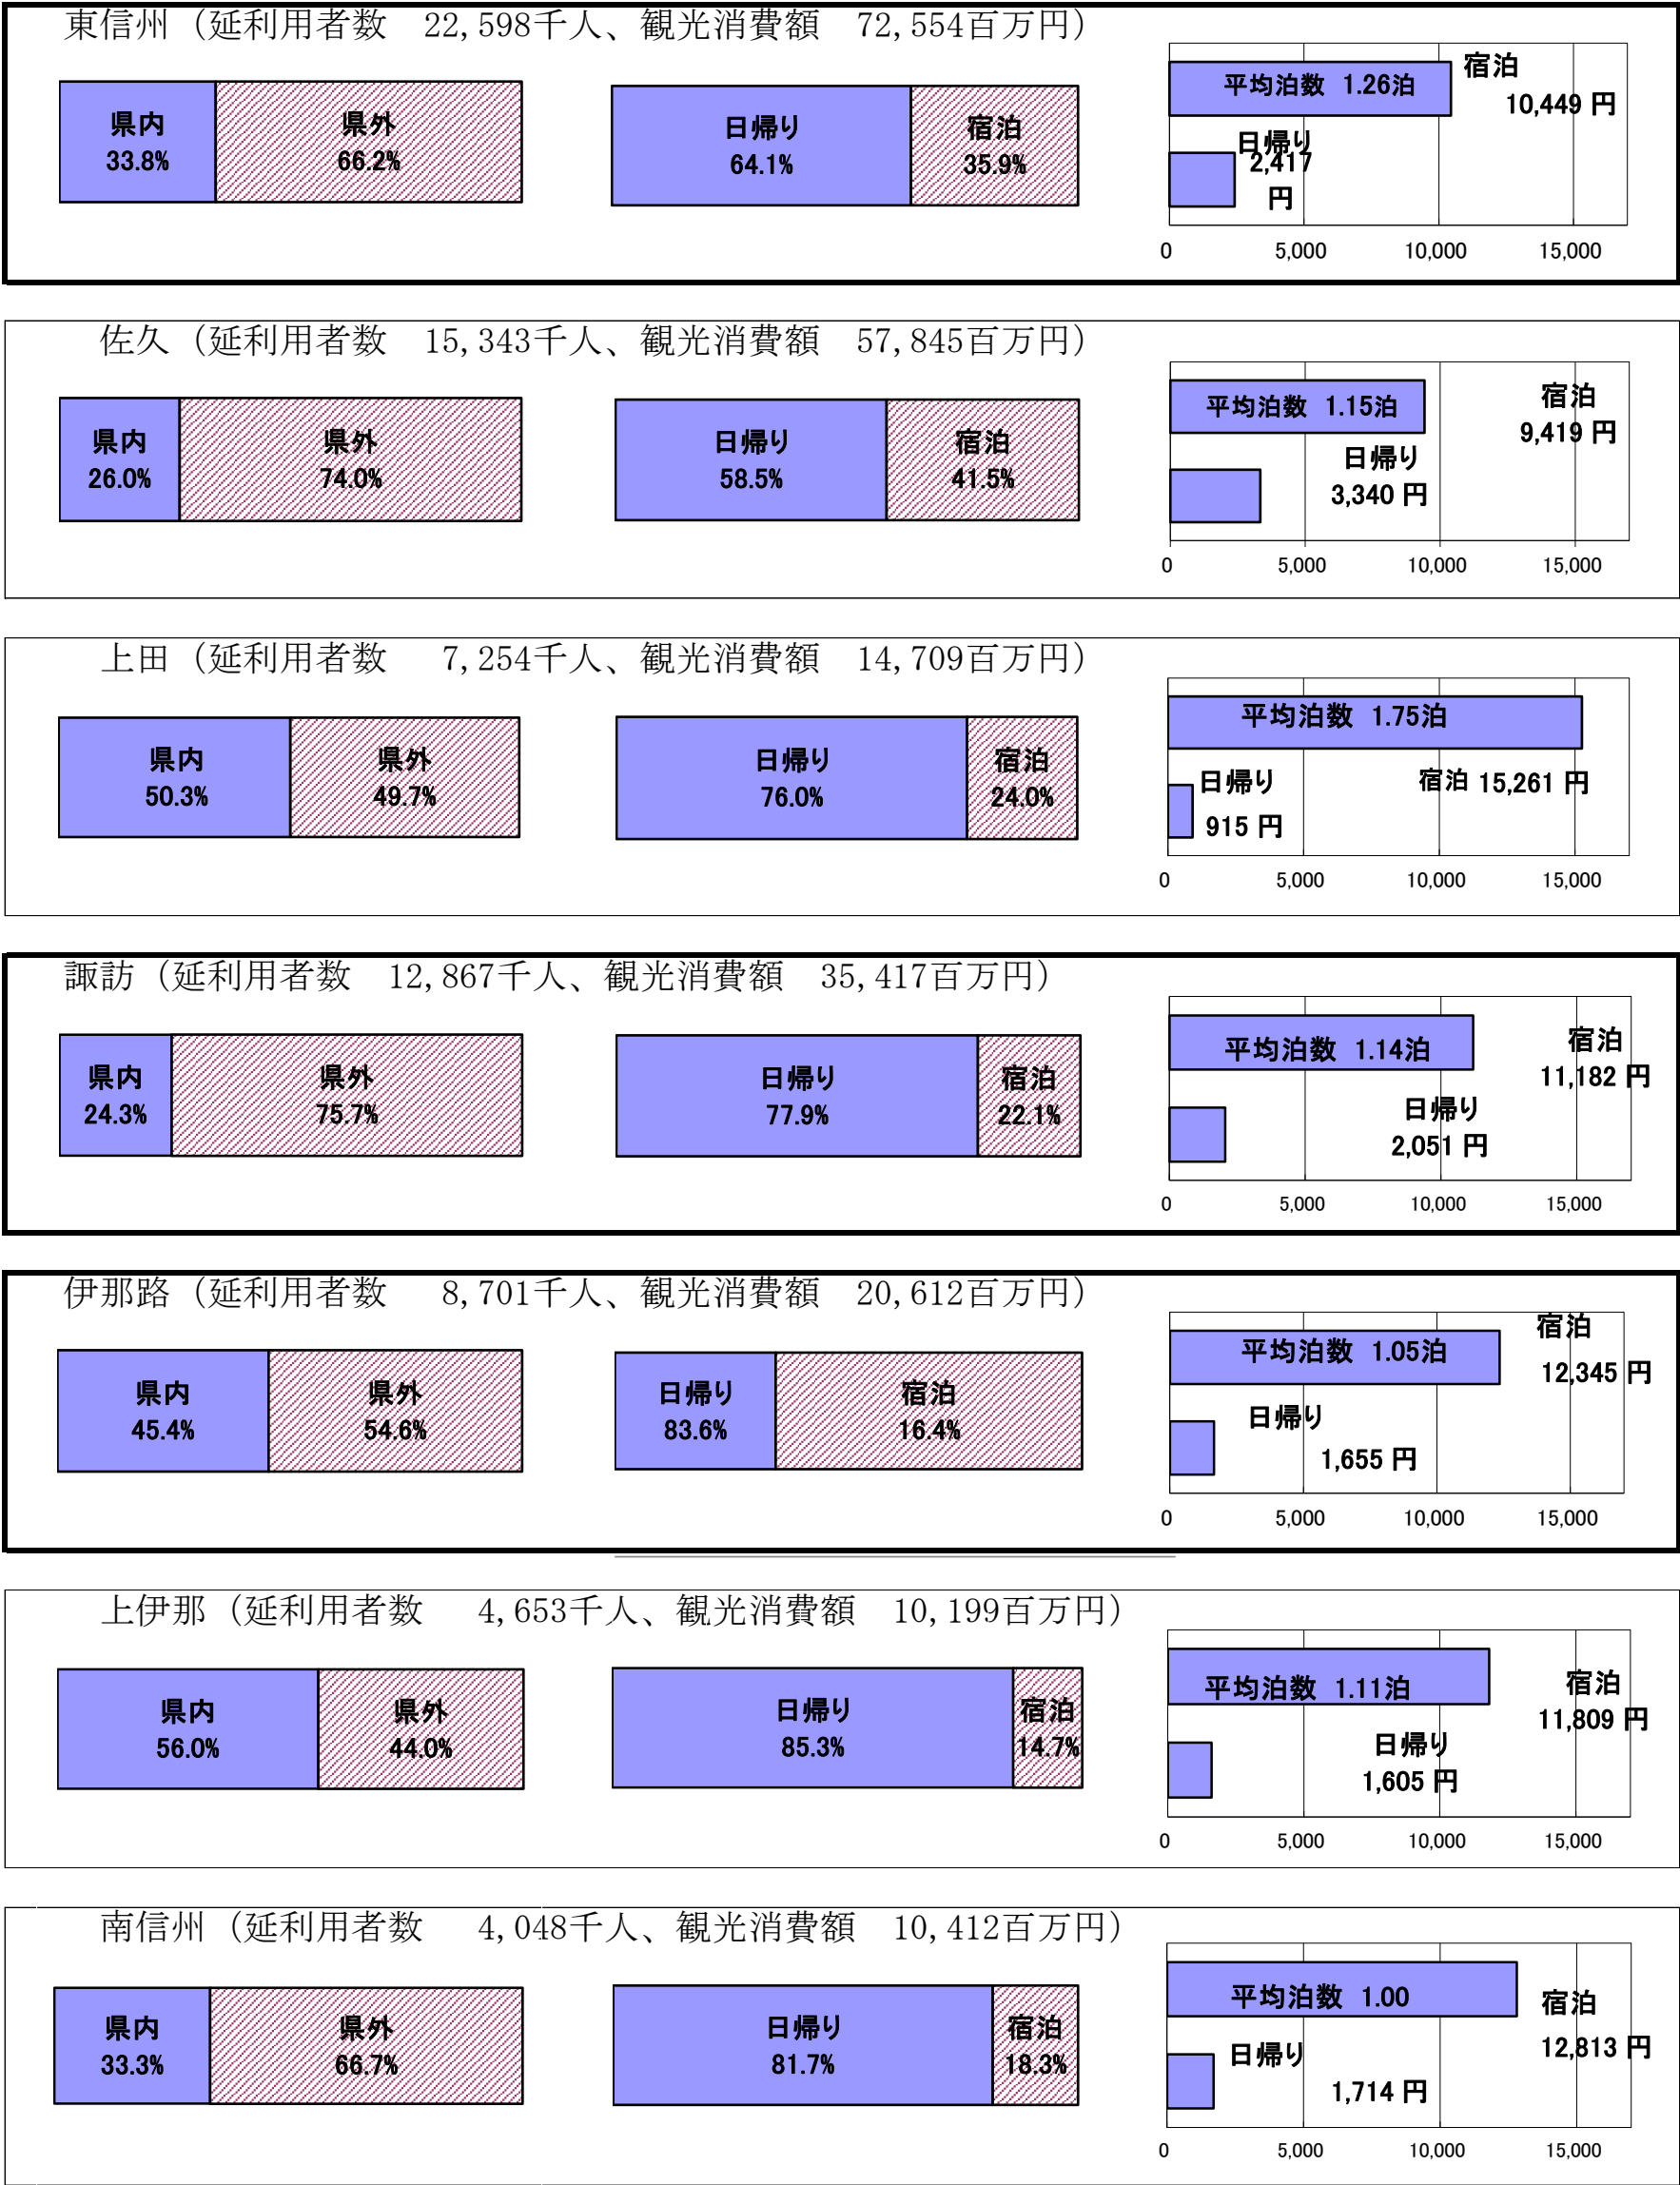 東信州（延利用者数　22,598千人、観光消費額　72,554百万円）
県内 県外
33.8% 66.2%
日帰り 宿泊
64.1% 35.9%
平均泊数 1.26泊
宿泊
10,449 円
日帰り
2,417
円
0 5,000 10,000 15,000
佐久（延利用者数　15,343千人、観光消費額　57,845百万円）
県内 県外
26.0% 74.0%
日帰り 宿泊
58.5% 41.5%
平均泊数 1.15泊
宿泊
9,419 円
日帰り
3,340 円
0 5,000 10,000 15,000
上田（延利用者数　7,254千人、観光消費額　14,709百万円）
県内 県外
50.3% 49.7%
日帰り 宿泊
76.0% 24.0%
平均泊数 1.75泊
宿泊 15,261 円
日帰り
915 円
0 5,000 10,000 15,000
諏訪（延利用者数　12,867千人、観光消費額　35,417百万円）
県内 県外
24.3% 75.7%
日帰り 宿泊
77.9% 22.1%
平均泊数 1.14泊
宿泊
11,182 円
日帰り
2,051 円
0 5,000 10,000 15,000
伊那路（延利用者数　8,701千人、観光消費額　20,612百万円）
県内 県外
45.4% 54.6%
日帰り 宿泊
83.6% 16.4%
平均泊数 1.05泊
宿泊
12,345 円
日帰り
1,655 円
0 5,000 10,000 15,000
上伊那（延利用者数　4,653千人、観光消費額　10,199百万円）
県内 県外
56.0% 44.0%
日帰り 宿泊
85.3% 14.7%
平均泊数 1.11泊
宿泊
11,809 円
日帰り
1,605 円
0 5,000 10,000 15,000
南信州（延利用者数　4,048千人、観光消費額　10,412百万円）
県内 県外
33.3% 66.7%
日帰り 宿泊
81.7% 18.3%
平均泊数 1.00
宿泊
12,813 円
日帰り
1,714 円
0 5,000 10,000 15,000